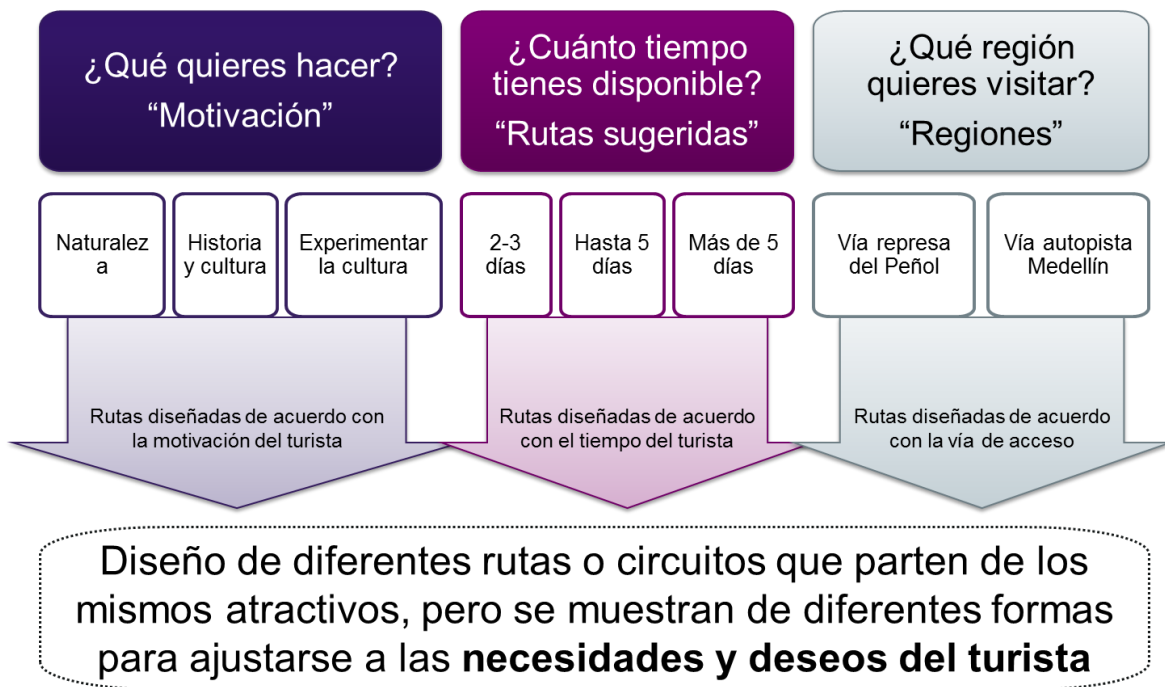 ¿Qué quieres hacer?
“Motivación”
¿Cuánto tiempo
tienes disponible?
“Rutas sugeridas”
¿Qué región
quieres visitar?
“Regiones”
Naturalez
a
Historia
y cultura
Experimentar
la cultura
2-3
días
Hasta 5
días
Más de 5
días
Vía represa
del Peñol
Vía autopista
Medellín
Rutas diseñadas de acuerdo con
la motivación del turista
Rutas diseñadas de acuerdo
con el tiempo del turista
Rutas diseñadas de acuerdo
con la vía de acceso
Diseño de diferentes rutas o circuitos que parten de los
mismos atractivos, pero se muestran de diferentes formas
para ajustarse a las necesidades y deseos del turista